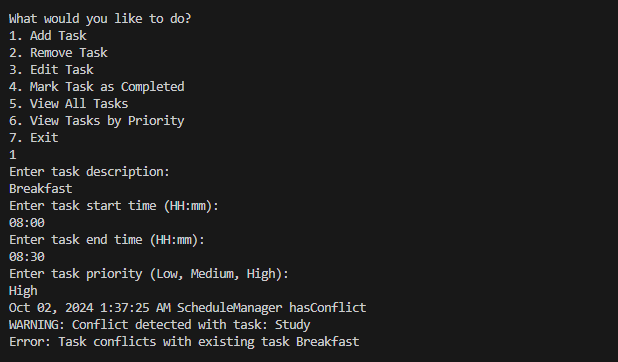 What would you like to do?
1. Add Task
2. Remove Task
3. Edit Task
4. Mark Task as Completed
5. View All Tasks
6. View Tasks by Priority
7. Exit
1
Enter task description:
Breakfast
Enter task start time (HH:mm):
08:00
Enter task end time (HH:mm):
08:30
Enter task priority (Low, Medium, High):
High
Oct 02, 2024 1:37:25 AM ScheduleManager hasConflict
WARNING: Conflict detected with task: Study
Error: Task conflicts with existing task Breakfast